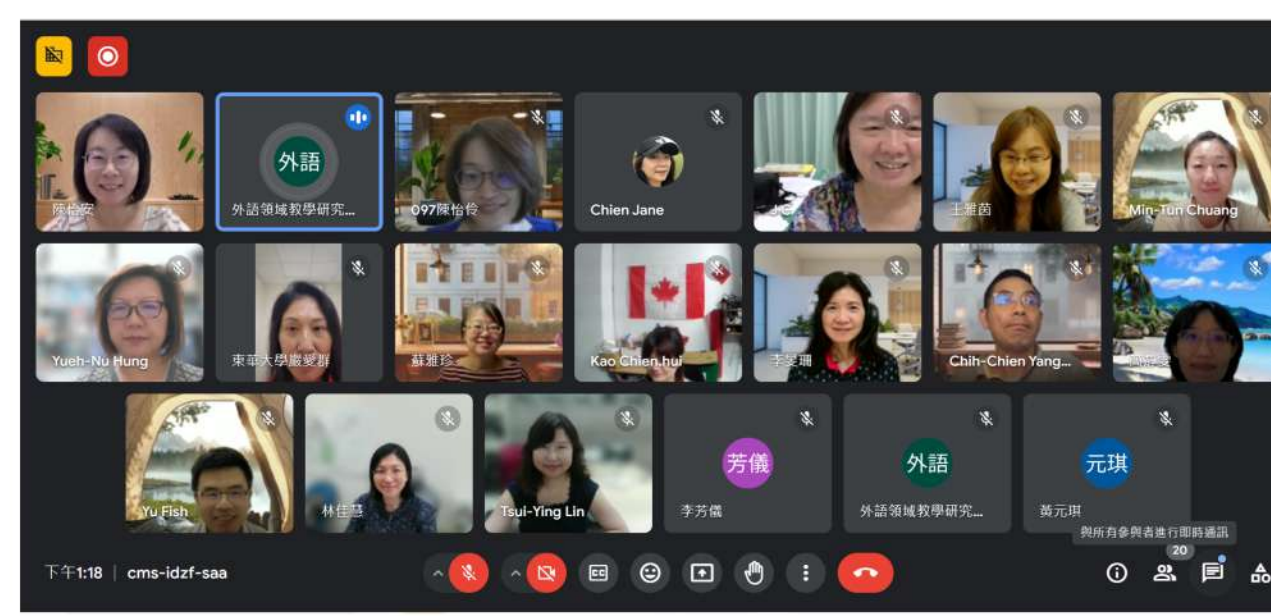 陳怡安
外語
外語領域教學研究...
097陳怡伶
Chien Jane
J.C.
王雅茵
Min-Tun Chuang
Yueh-Nu Hung
東華大學嚴愛群
蘇雅珍
Kao Chien.hui
李旻珊
Chih-Chien Yang...
Yu Fish
林佳慧
Tsui-Ying Lin
芳儀
李芳儀
外語
外語領域教學研究...
元琪
黃元琪
與所有參與者進行即時通訊
下午1:18 | cms-idzf-saa
CC
20